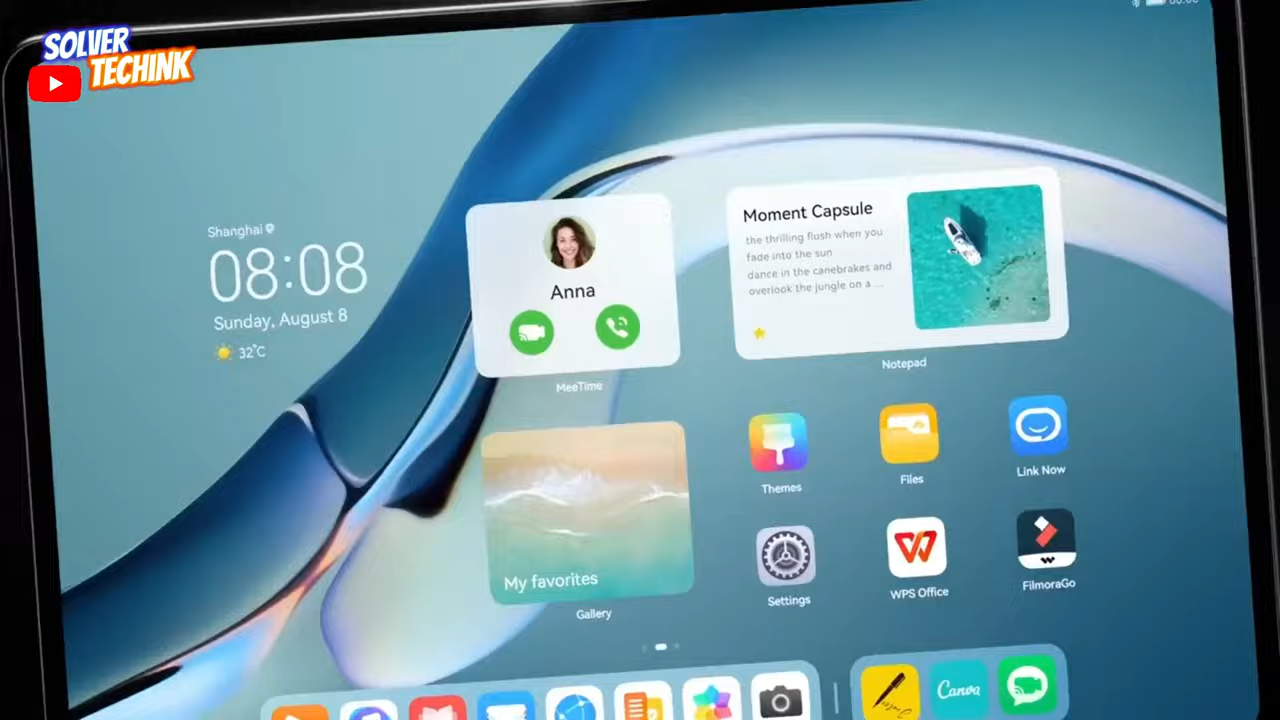 SOLVER
TECHINK
Shanghai
08:08
Sunday, August 8
32°C
Anna
MeeTime
Moment Capsule
the thrilling flush when you
fade into the sun
dance in the canebrakes and
overlook the jungle on a ...
Notepad
My favorites
Gallery
Themes
Files
Link Now
Settings
WPS Office
FilmoraGo
Canva